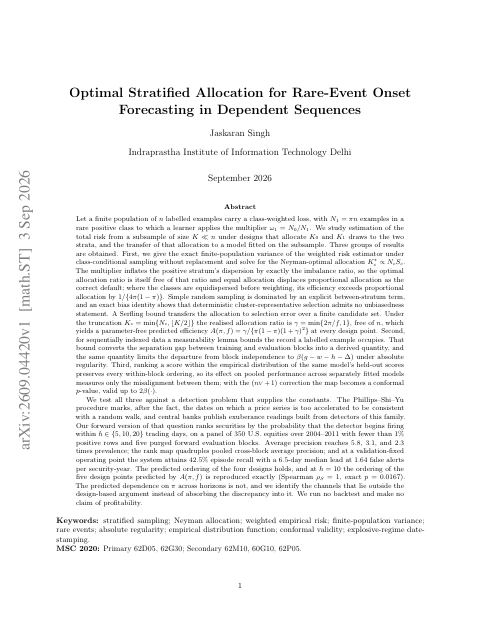 arXiv:2609.04420v1 [math.ST] 3 Sep 2026
Optimal Stratified Allocation for Rare-Event Onset
Forecasting in Dependent Sequences
Jaskaran Singh
Indraprastha Institute of Information Technology Delhi
September 2026
Abstract
Let a finite population of n labelled examples carry a class-weighted loss, with N₁ = πn examples in a
rare positive class to which a learner applies the multiplier ω₁ = N₀/N₁. We study estimation of the
total risk from a subsample of size K ≪ n under designs that allocate K₀ and K₁ draws to the two
strata, and the transfer of that allocation to a model fitted on the subsample. Three groups of results
are obtained. First, we give the exact finite-population variance of the weighted risk estimator under
class-conditional sampling without replacement and solve for the Neyman-optimal allocation
The multiplier inflates the positive stratum's dispersion by exactly the imbalance ratio, so the optimal
allocation ratio is itself free of that ratio and equal allocation displaces proportional allocation as the
correct default; where the classes are equidispersed before weighting, its efficiency exceeds proportional
allocation by 1/{4π(1 − π)}. Simple random sampling is dominated by an explicit between-stratum term,
and an exact bias identity shows that deterministic cluster-representative selection admits no unbiasedness
statement. A Serfling bound transfers the allocation to selection error over a finite candidate set. Under
the truncation the realised allocation ratio is γ = min{2π/f, 1}, free of n, which
yields a parameter-free predicted efficiency A(π, f) = γ/{π(1 − π)(1 + γ)²} at every design point. Second,
for sequentially indexed data a measurability lemma bounds the record a labelled example occupies. That
bound converts the separation gap between training and evaluation blocks into a derived quantity, and
the same quantity limits the departure from block independence to β(g − w − h − Δ) under absolute
regularity. Third, ranking a score within the empirical distribution of the same model's held-out scores
preserves every within-block ordering, so its effect on pooled performance across separately fitted models
measures only the misalignment between them; with the correction the map becomes a conformal
p-value, valid up to 2β(·).
We test all three against a detection problem that supplies the constants. The Phillips–Shi–Yu
procedure marks, after the fact, the dates on which a price series is too accelerated to be consistent
with a random walk, and central banks publish exuberance readings built from detectors of this family.
Our forward version of that question ranks securities by the probability that the detector begins firing
within h ∈ {5, 10, 20} trading days, on a panel of 350 U.S. equities over 2004–2011 with fewer than 1%
positive rows and five purged forward evaluation blocks. Average precision reaches 5.8, 3.1, and 2.3
times prevalence; the rank map quadruples pooled cross-block average precision; and at a validation-fixed
operating point the system attains 42.5% episode recall with a 6.5-day median lead at 1.64 false alerts
per security-year. The predicted ordering of the four designs holds, and at h = 10 the ordering of the
five design points predicted by A(π, f) is reproduced exactly (Spearman ρ_S = 1, exact p = 0.0167).
The predicted dependence on π across horizons is not, and we identify the channels that lie outside the
design-based argument instead of absorbing the discrepancy into it. We run no backtest and make no
claim of profitability.
Keywords: stratified sampling; Neyman allocation; weighted empirical risk; finite-population variance;
rare events; absolute regularity; empirical distribution function; conformal validity; explosive-regime date-
stamping.
MSC 2020: Primary 62D05, 62G30; Secondary 62M10, 60G10, 62P05.
1